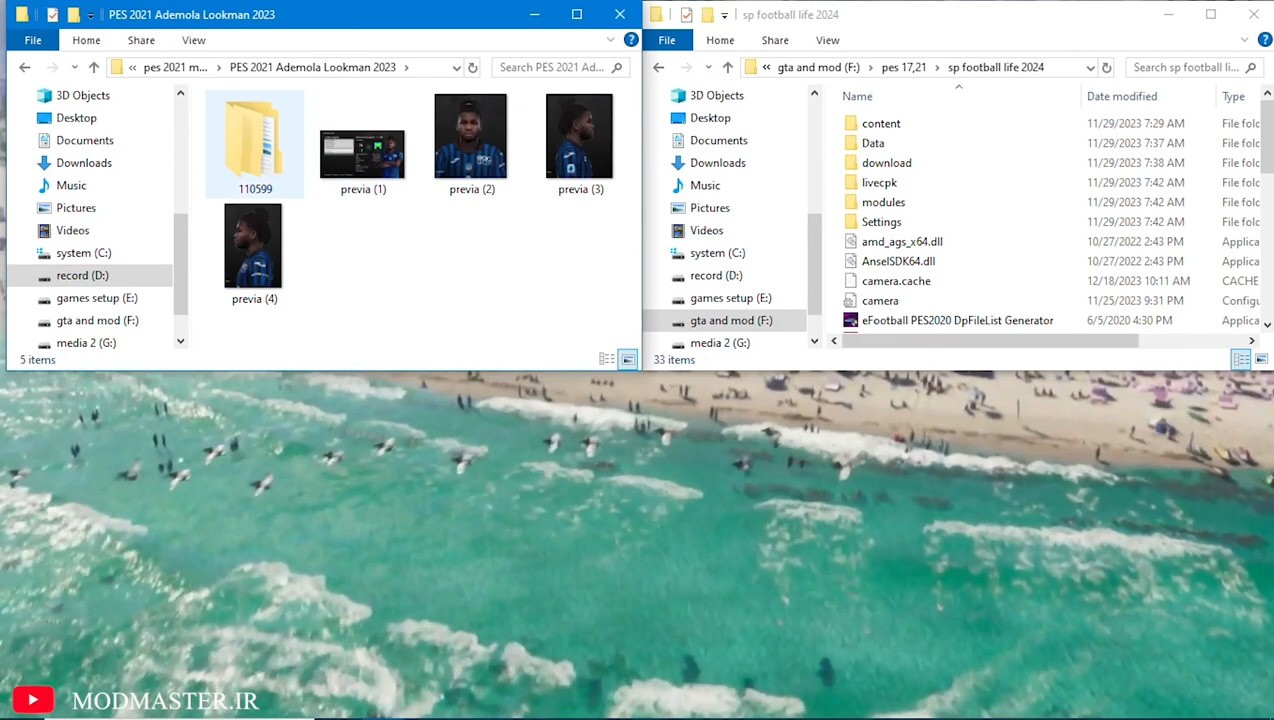 PES 2021 Ademola Lookman 2023
File Home Share View
« pes 2021 m... › PES 2021 Ademola Lookman 2023 ›
Search PES 2021 Ad...
3D Objects
Desktop
Documents
Downloads
Music
Pictures
Videos
system (C:)
record (D:)
games setup (E:)
gta and mod (F:)
media 2 (G:)
110599
previa (1)
previa (2)
previa (3)
previa (4)
5 items
sp football life 2024
File Home Share View
« gta and mod (F:) › pes 17,21 › sp football life 2024
Search sp football li...
3D Objects
Desktop
Documents
Downloads
Music
Pictures
Videos
system (C:)
record (D:)
games setup (E:)
gta and mod (F:)
media 2 (G:)
Name Date modified Type
content 11/29/2023 7:29 AM File folc
Data 11/29/2023 7:37 AM File folc
download 11/29/2023 7:38 AM File folc
livecpk 11/29/2023 7:42 AM File folc
modules 11/29/2023 7:42 AM File folc
Settings 11/29/2023 7:42 AM File folc
amd_ags_x64.dll 10/27/2022 2:43 PM Applica
AnselSDK64.dll 10/27/2022 2:43 PM Applica
camera.cache 12/18/2023 10:11 AM CACHE
camera 11/25/2023 9:31 PM Configu
eFootball PES2020 DpFileList Generator 6/5/2020 4:30 PM Applica
33 items
MODMASTER.IR